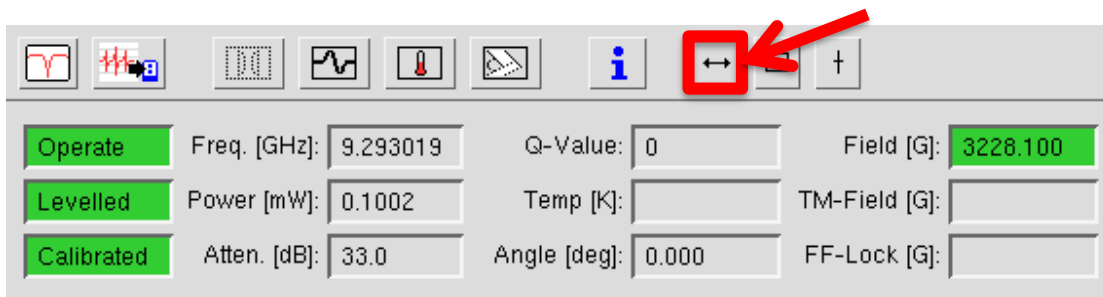 Operate Freq. [GHz]: 9.293019 Q-Value: 0 Field [G]: 3228.100
Levelled Power [mW]: 0.1002 Temp [K]: TM-Field [G]:
Calibrated Atten. [dB]: 33.0 Angle [deg]: 0.000 FF-Lock [G]: